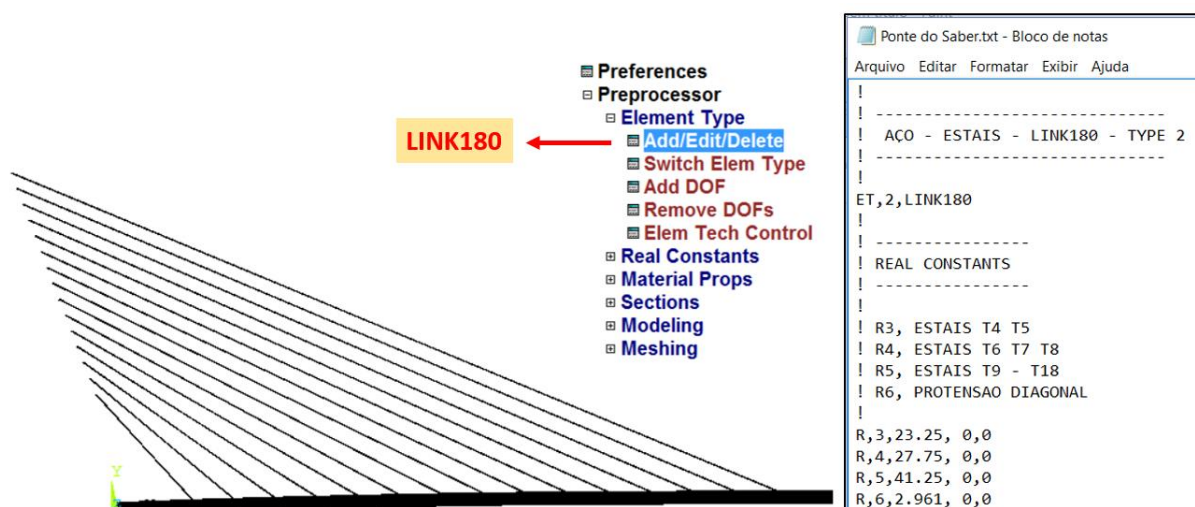 Preferences
Preprocessor
Element Type
Add/Edit/Delete
Switch Elem Type
Add DOF
Remove DOFs
Elem Tech Control
Real Constants
Material Props
Sections
Modeling
Meshing
LINK180
Y
Ponte do Saber.txt - Bloco de notas
Arquivo Editar Formatar Exibir Ajuda
!
! -----------------------------
! AÇO - ESTAIS - LINK180 - TYPE 2
! -----------------------------
!
ET,2,LINK180
!
! ----------------
! REAL CONSTANTS
! ----------------
!
! R3, ESTAIS T4 T5
! R4, ESTAIS T6 T7 T8
! R5, ESTAIS T9 - T18
! R6, PROTENSAO DIAGONAL
!
R,3,23.25, 0,0
R,4,27.75, 0,0
R,5,41.25, 0,0
R,6,2.961, 0,0